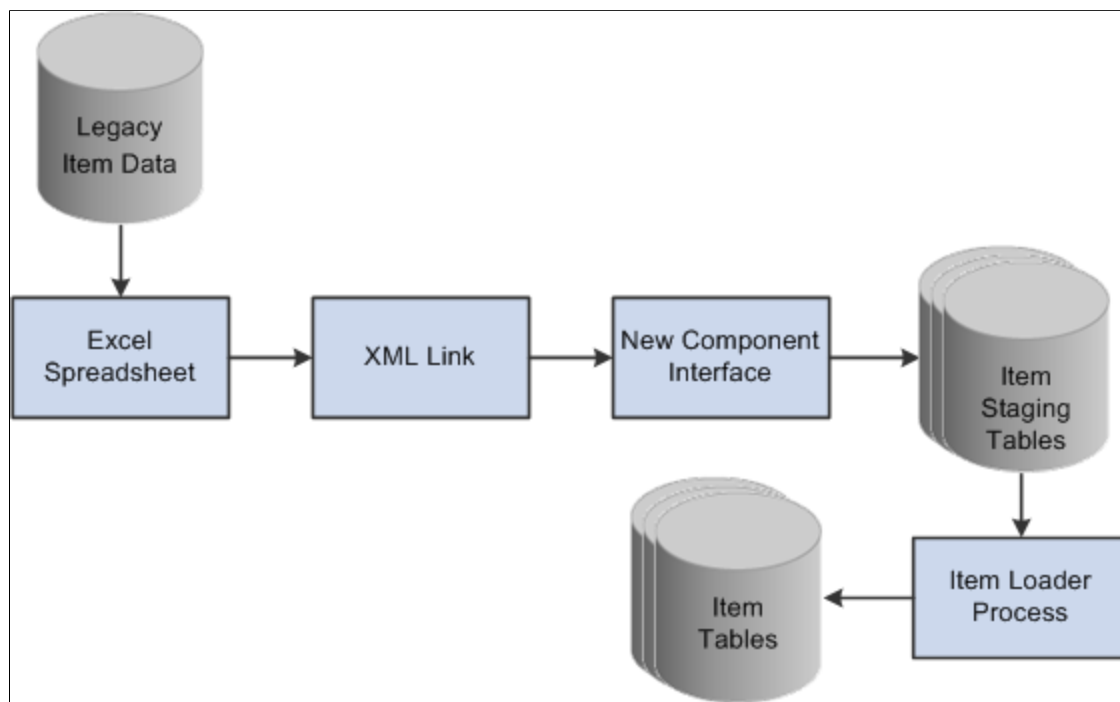 Legacy
Item Data
Excel
Spreadsheet
XML Link
New Component
Interface
Item
Staging
Tables
Item Loader
Process
Item
Tables